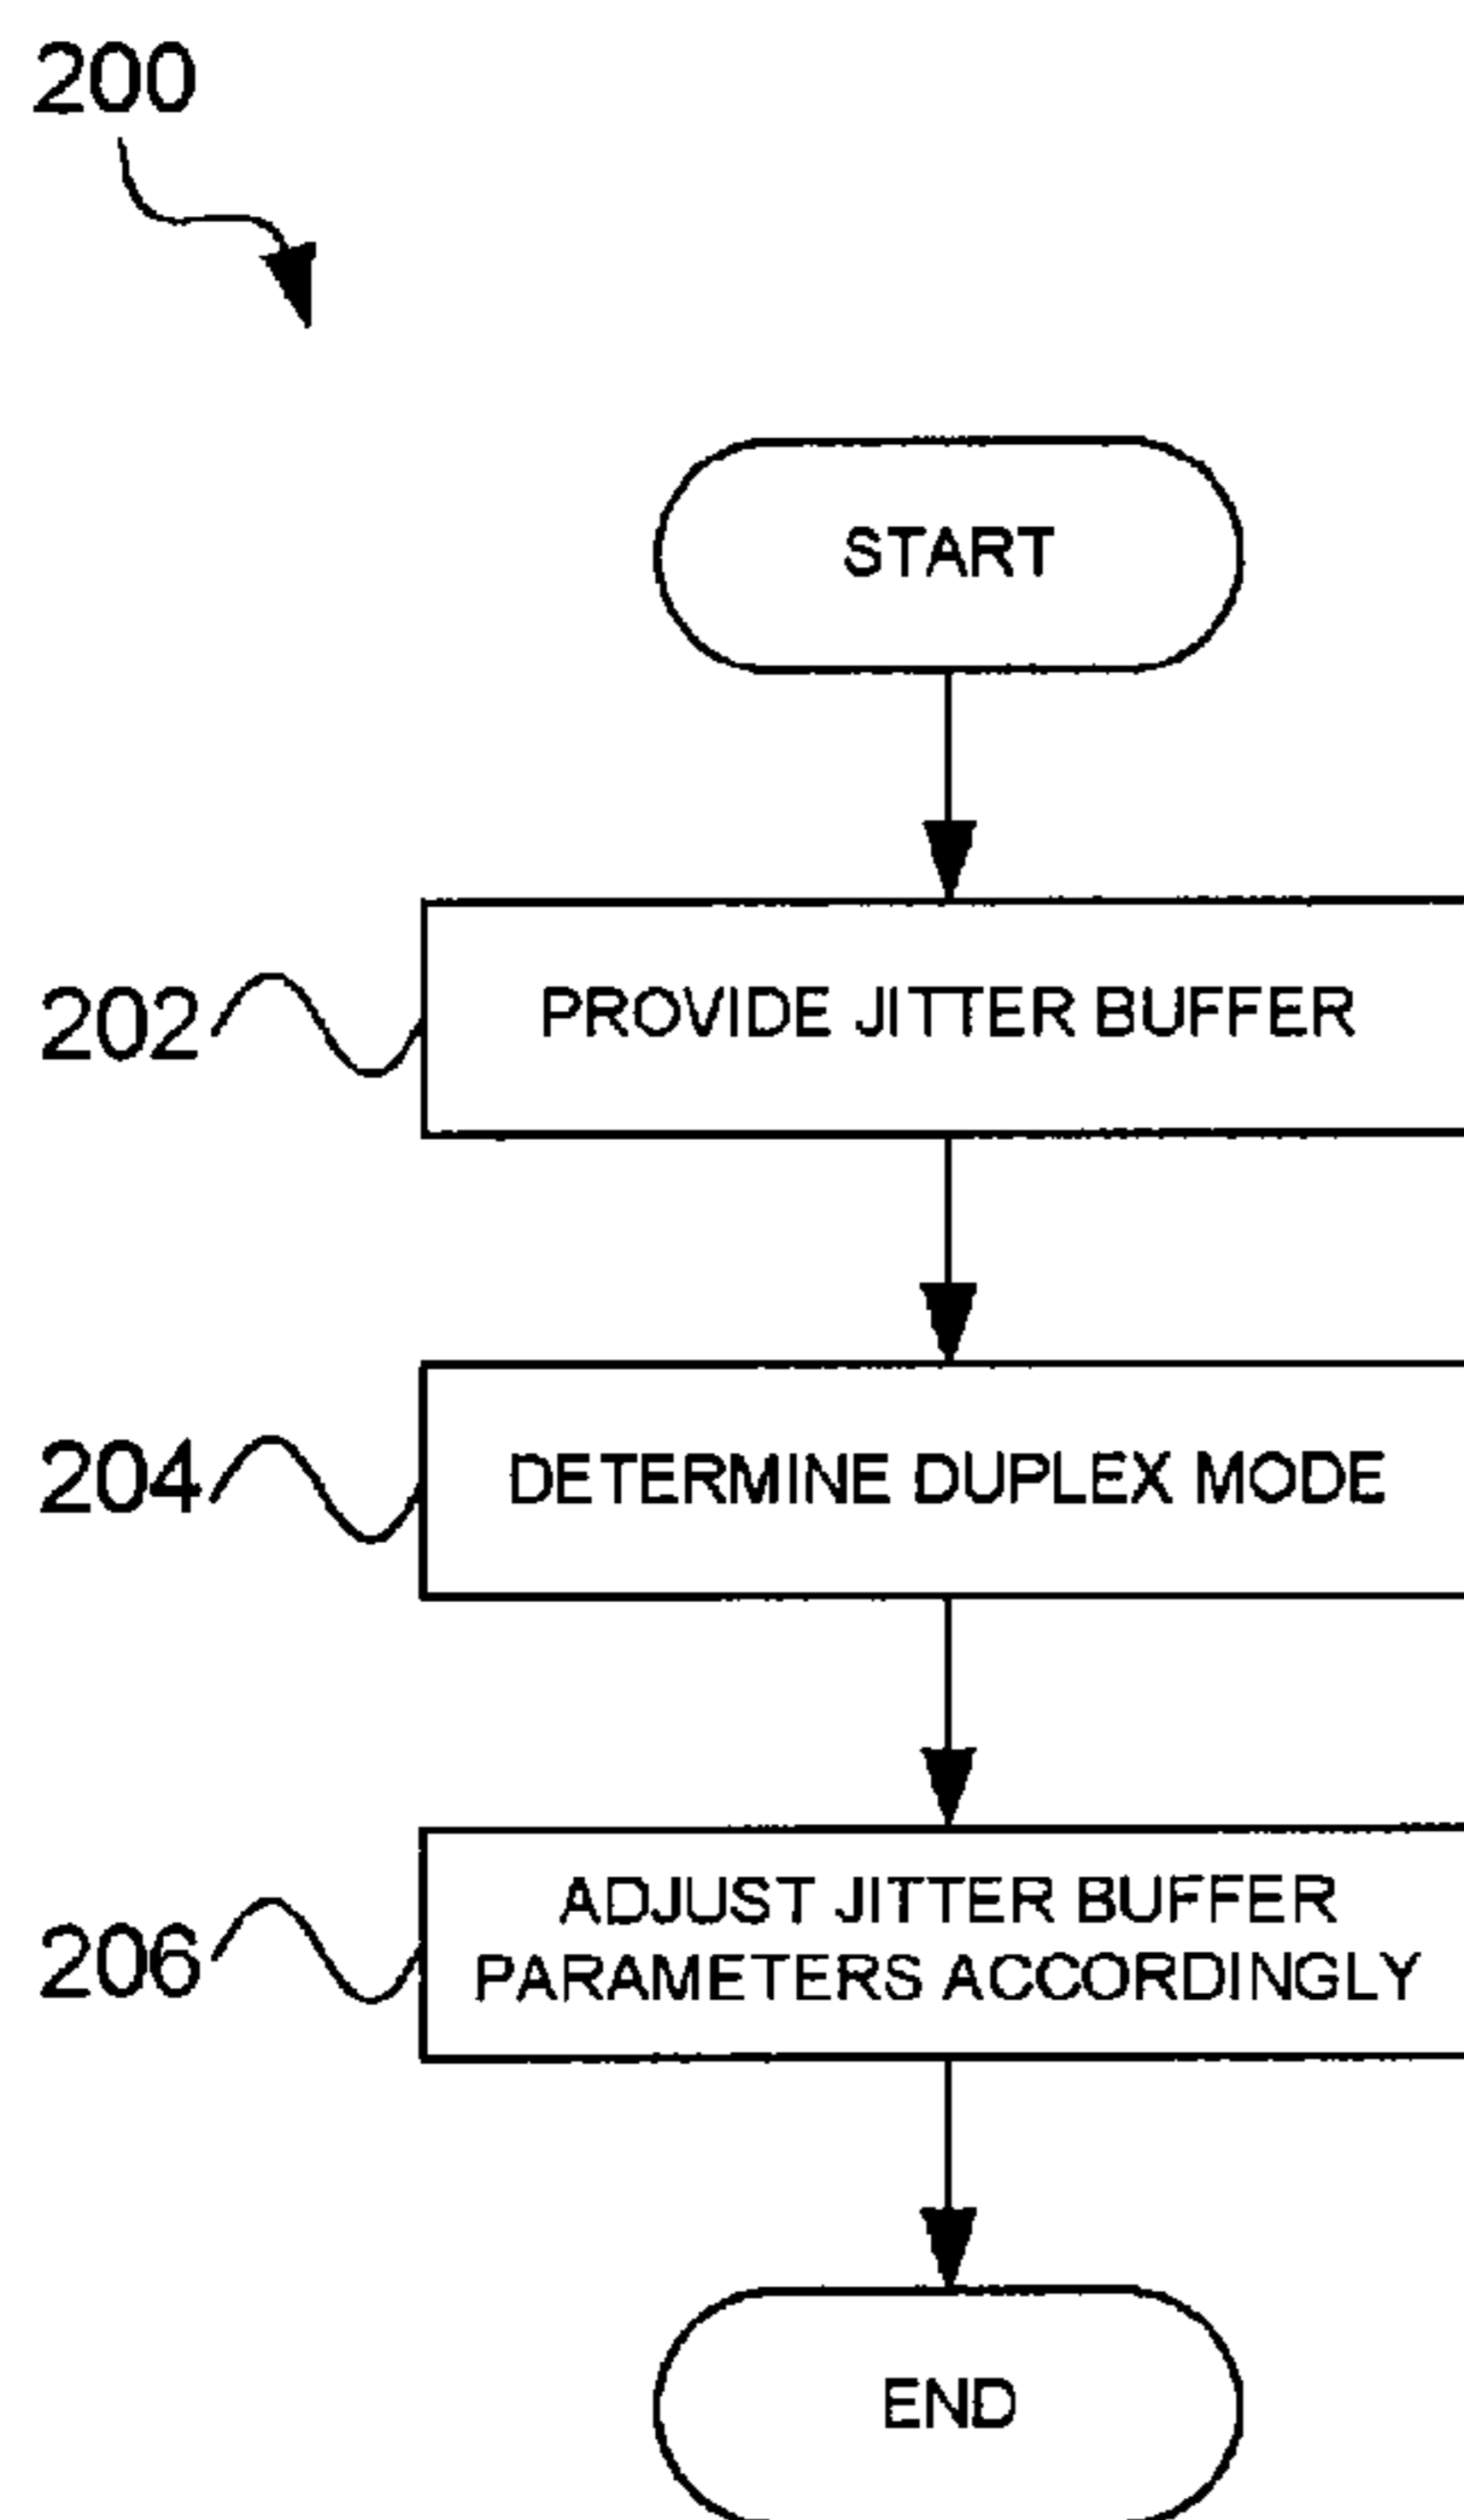 200
START
202
PROVIDE JITTER BUFFER
204
DETERMINE DUPLEX MODE
206
ADJUST JITTER BUFFER
PARAMETERS ACCORDINGLY
END